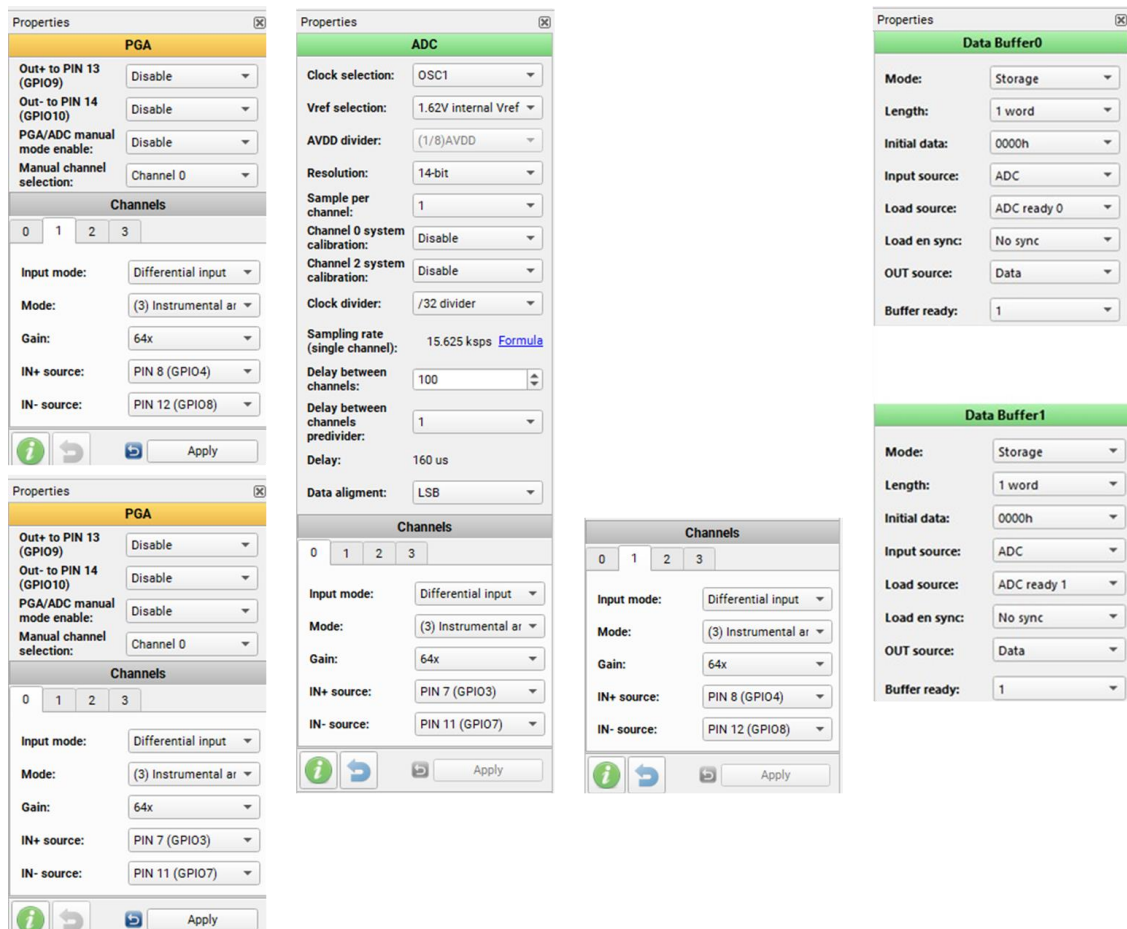 Properties
PGA
Out+ to PIN 13
(GPIO9)
Disable
Out- to PIN 14
(GPIO10)
Disable
PGA/ADC manual
mode enable:
Disable
Manual channel
selection:
Channel 0
Channels
0 1 2 3
Input mode: Differential input
Mode: (3) Instrumental ar
Gain: 64x
IN+ source: PIN 8 (GPIO4)
IN- source: PIN 12 (GPIO8)
Apply
Properties
PGA
Out+ to PIN 13
(GPIO9)
Disable
Out- to PIN 14
(GPIO10)
Disable
PGA/ADC manual
mode enable:
Disable
Manual channel
selection:
Channel 0
Channels
0 1 2 3
Input mode: Differential input
Mode: (3) Instrumental ar
Gain: 64x
IN+ source: PIN 7 (GPIO3)
IN- source: PIN 11 (GPIO7)
Apply
Properties
ADC
Clock selection: OSC1
Vref selection: 1.62V internal Vref
AVDD divider: (1/8)AVDD
Resolution: 14-bit
Sample per
channel:
1
Channel 0 system
calibration:
Disable
Channel 2 system
calibration:
Disable
Clock divider: /32 divider
Sampling rate
(single channel):
15.625 ksps Formula
Delay between
channels:
100
Delay between
channels
predivider:
1
Delay: 160 us
Data aligment: LSB
Channels
0 1 2 3
Input mode: Differential input
Mode: (3) Instrumental ar
Gain: 64x
IN+ source: PIN 7 (GPIO3)
IN- source: PIN 11 (GPIO7)
Apply
Channels
0 1 2 3
Input mode: Differential input
Mode: (3) Instrumental ar
Gain: 64x
IN+ source: PIN 8 (GPIO4)
IN- source: PIN 12 (GPIO8)
Apply
Properties
Data Buffer0
Mode: Storage
Length: 1 word
Initial data: 0000h
Input source: ADC
Load source: ADC ready 0
Load en sync: No sync
OUT source: Data
Buffer ready: 1
Data Buffer1
Mode: Storage
Length: 1 word
Initial data: 0000h
Input source: ADC
Load source: ADC ready 1
Load en sync: No sync
OUT source: Data
Buffer ready: 1